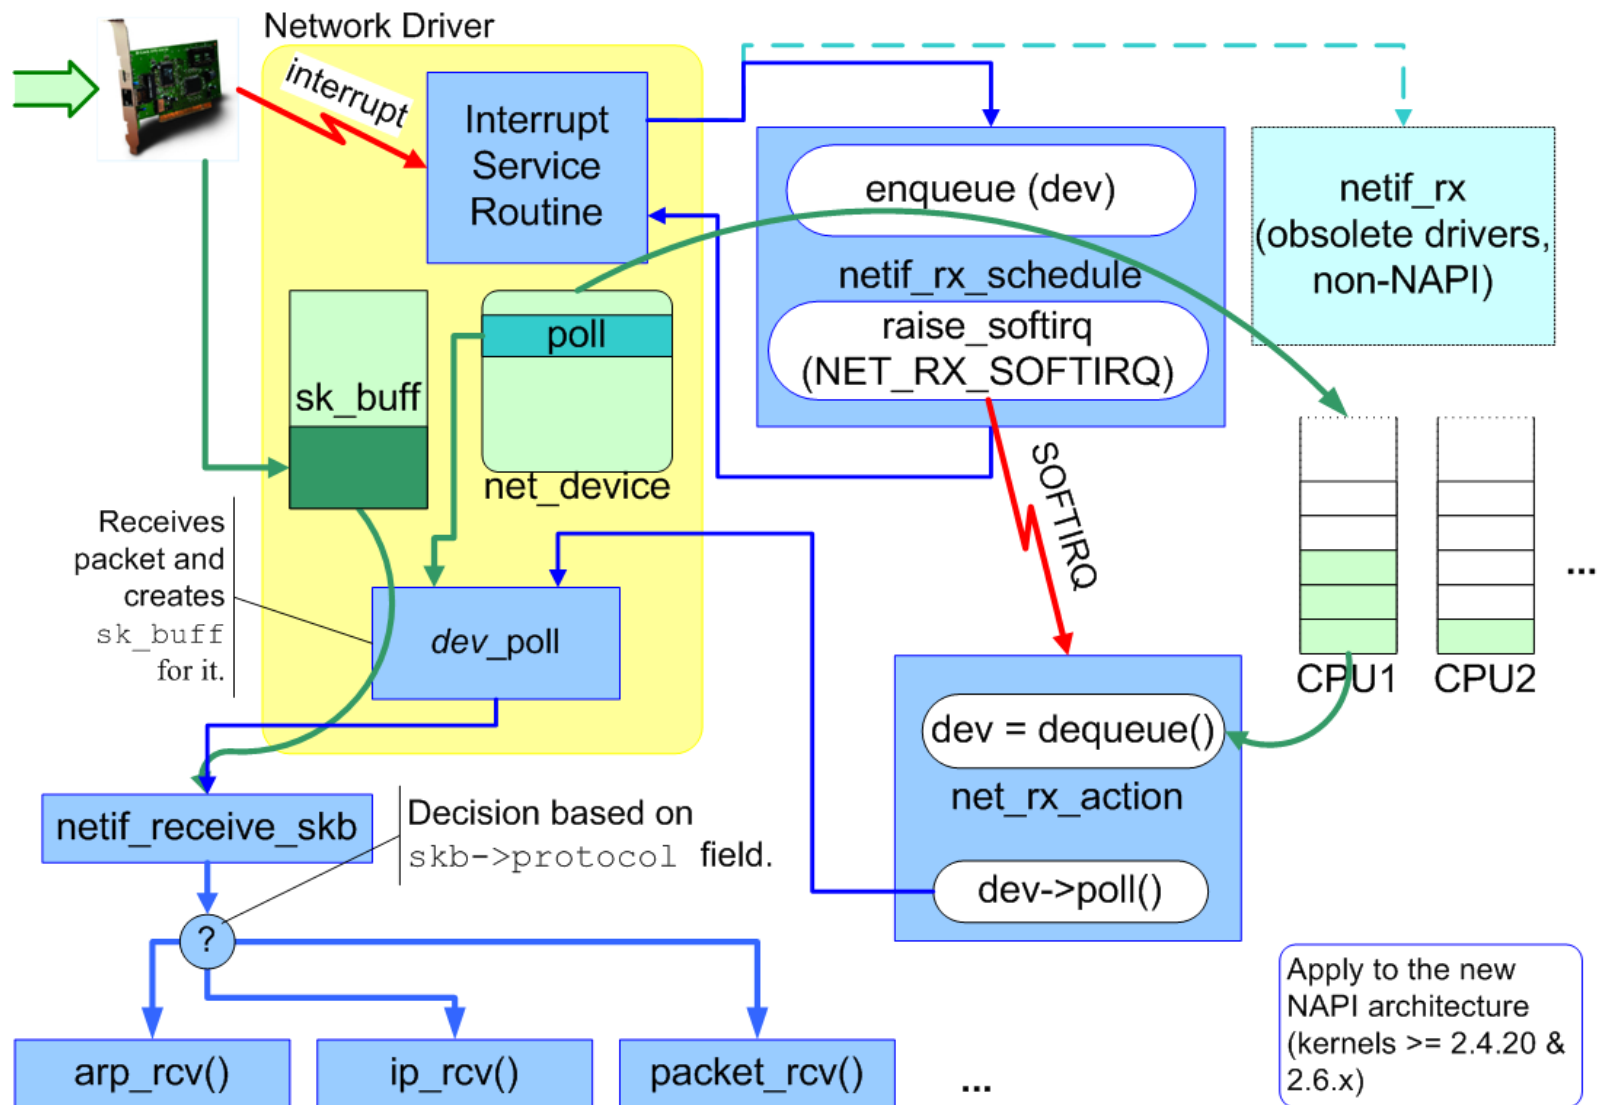 Network Driver
interrupt
Interrupt
Service
Routine
enqueue (dev)
netif_rx_schedule
raise_softirq
(NET_RX_SOFTIRQ)
netif_rx
(obsolete drivers,
non-NAPI)
sk_buff
poll
net_device
SOFTIRQ
Receives
packet and
creates
sk_buff
for it.
dev_poll
...
CPU1
CPU2
dev = dequeue()
net_rx_action
dev->poll()
netif_receive_skb
Decision based on
skb->protocol field.
?
arp_rcv()
ip_rcv()
packet_rcv()
...
Apply to the new
NAPI architecture
(kernels >= 2.4.20 &
2.6.x)